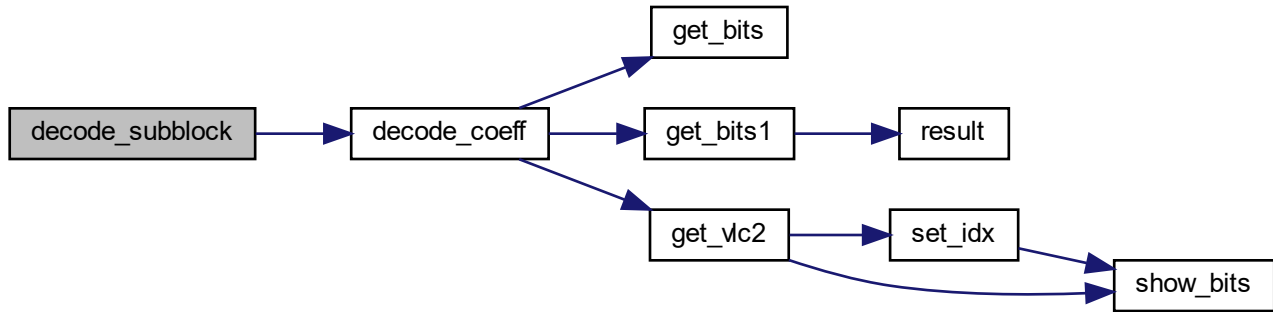 get_bits
decode_subblock
decode_coeff
get_bits1
result
get_vlc2
set_idx
show_bits